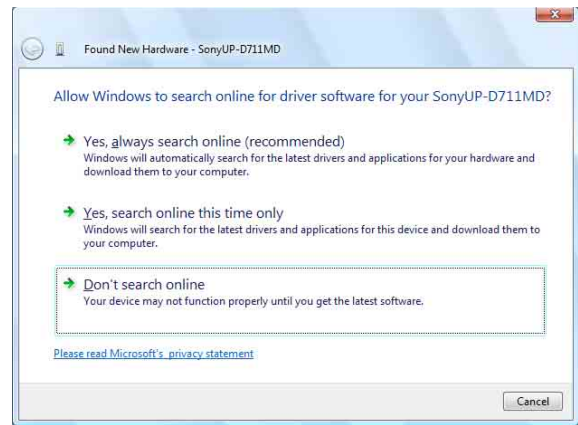 Found New Hardware - SonyUP-D711MD
Allow Windows to search online for driver software for your SonyUP-D711MD?
Yes, always search online (recommended)
Windows will automatically search for the latest drivers and applications for your hardware and
download them to your computer.
Yes, search online this time only
Windows will search for the latest drivers and applications for this device and download them to
your computer.
Don't search online
Your device may not function properly until you get the latest software.
Please read Microsoft's privacy statement
Cancel